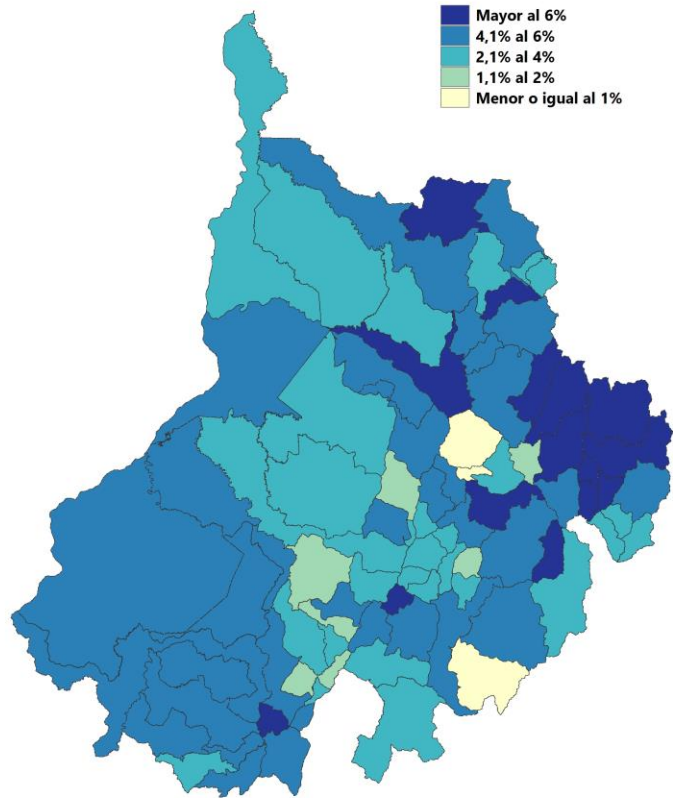 Mayor al 6%
4,1% al 6%
2,1% al 4%
1,1% al 2%
Menor o igual al 1%